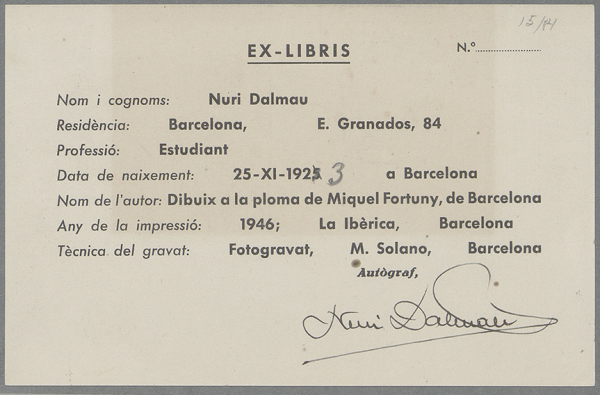 15/84
EX-LIBRIS
N.º
Nom i cognoms: Nuri Dalmau
Residència: Barcelona, E. Granados, 84
Professió: Estudiant
Data de naixement: 25-XI-1923 a Barcelona
Nom de l'autor: Dibuix a la ploma de Miquel Fortuny, de Barcelona
Any de la impressió: 1946; La Ibèrica, Barcelona
Tècnica del gravat: Fotogravat, M. Solano, Barcelona
Autògraf,
Nuri Dalmau